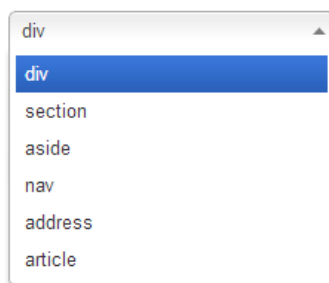 div
div
section
aside
nav
address
article